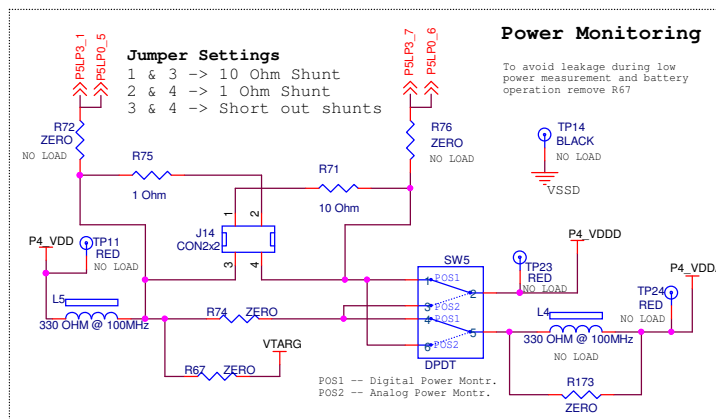 P5LP3_1
P5LP0_5
P5LP3_7
P5LP0_6
Power Monitoring
Jumper Settings
1 & 3 -> 10 Ohm Shunt
2 & 4 -> 1 Ohm Shunt
3 & 4 -> Short out shunts
To avoid leakage during low
power measurement and battery
operation remove R67
R72
ZERO
NO LOAD
R76
ZERO
NO LOAD
TP14
BLACK
NO LOAD
VSSD
R75
1 Ohm
R71
10 Ohm
1
2
J14
CON2x2
3
4
P4_VDD
TP11
RED
NO LOAD
L5
330 OHM @ 100MHz
R74
ZERO
R67
ZERO
VTARG
SW5
1
POS1
2
3
POS2
4
POS1
5
6
POS2
DPDT
P4_VDDD
TP23
RED
NO LOAD
P4_VDDA
TP24
RED
NO LOAD
L4
330 OHM @ 100MHz
NO LOAD
R173
ZERO
POS1 -- Digital Power Montr.
POS2 -- Analog Power Montr.